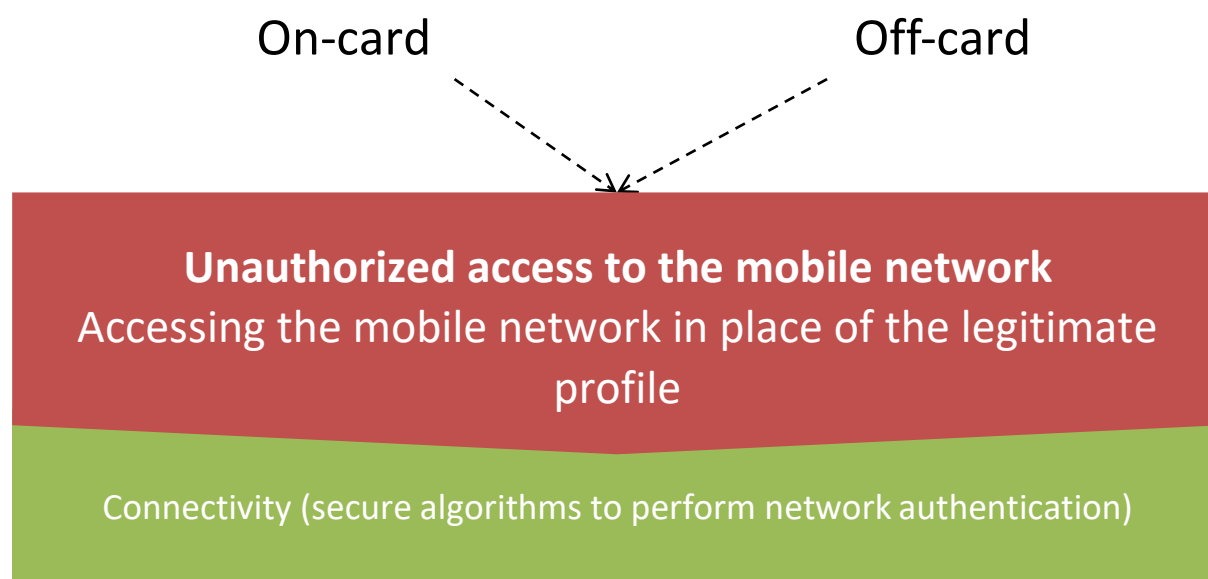 On-card
Off-card
Unauthorized access to the mobile network
Accessing the mobile network in place of the legitimate
profile
Connectivity (secure algorithms to perform network authentication)